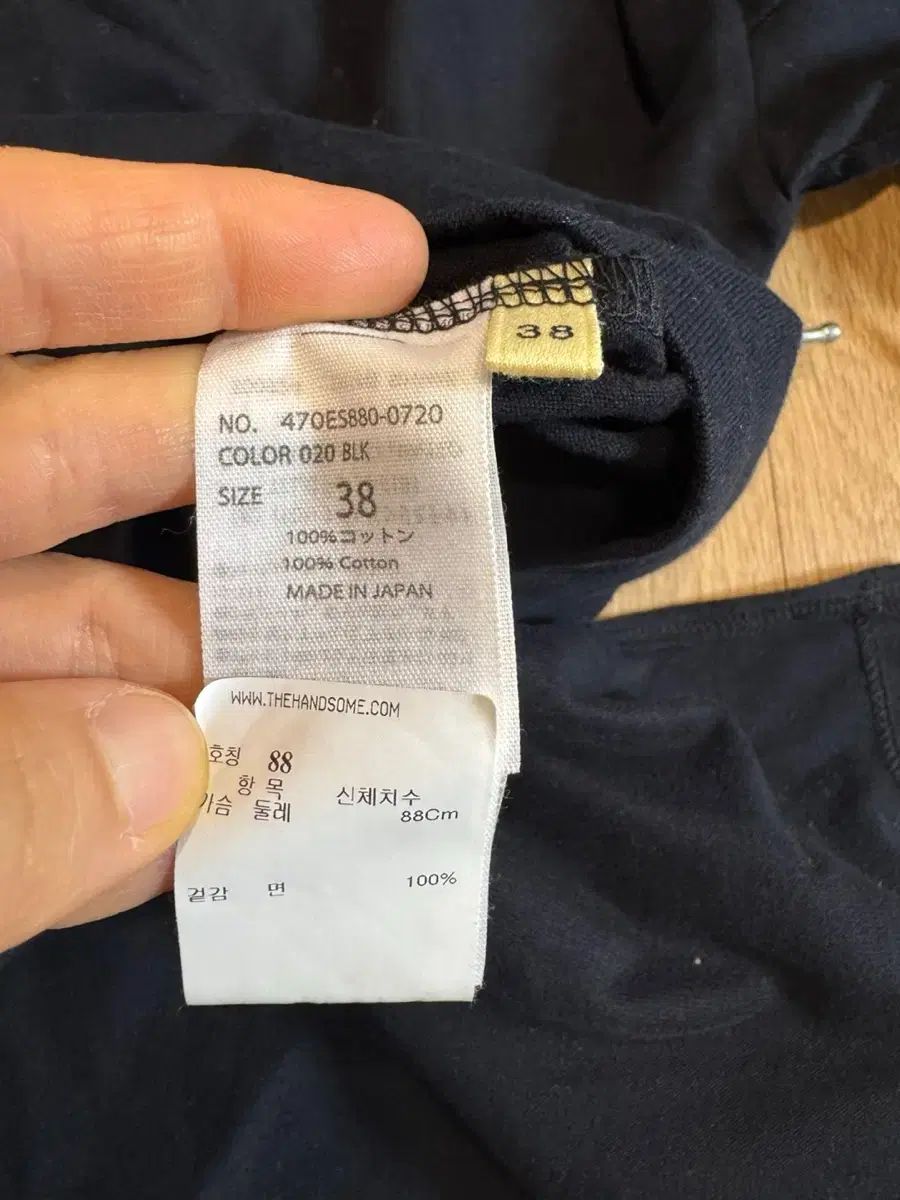 38
NO. 470ES880-0720
COLOR 020 BLK
SIZE 38
100%コットン
100% Cotton
MADE IN JAPAN
WWW.THEHANDSOME.COM
호칭 88
항 목 신체치수
가슴 둘레 88Cm
겉감 면 100%